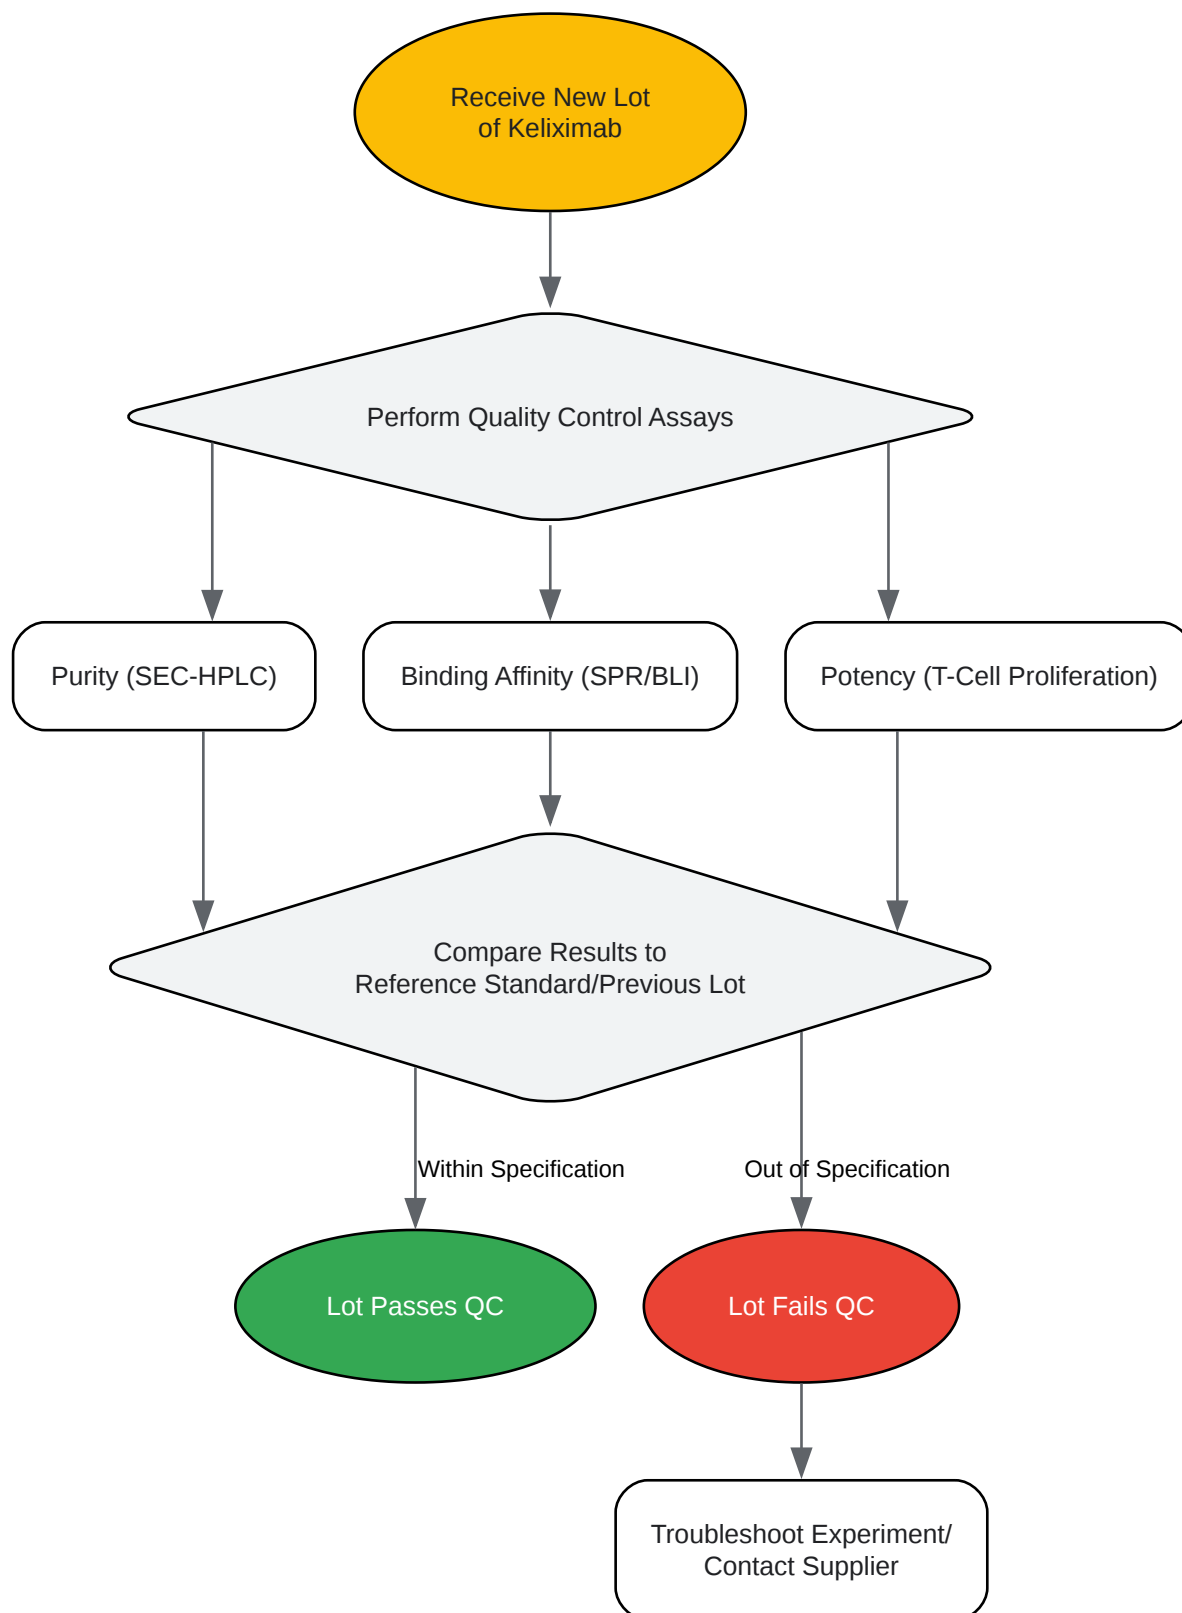 Receive New Lot
of Keliximab
Perform Quality Control Assays
Purity (SEC-HPLC)
Binding Affinity (SPR/BLI)
Potency (T-Cell Proliferation)
Compare Results to
Reference Standard/Previous Lot
Within Specification
Out of Specification
Lot Passes QC
Lot Fails QC
Troubleshoot Experiment/
Contact Supplier